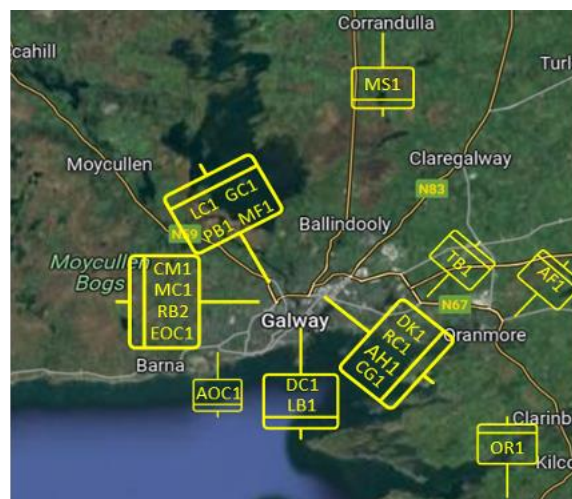 Corrandulla
cahill
MS1
Turl
Moycullen
Claregalway
N83
LC1 GC1
PB1 MF1
N59
Ballindooly
Moycullen
Bogs
CM1
MC1
RB2
EOC1
TB1
AF1
N67
Galway
Oranmore
DK1
RC1
AH1
CG1
Barna
AOC1
DC1
LB1
Clarinb
OR1
Kilco